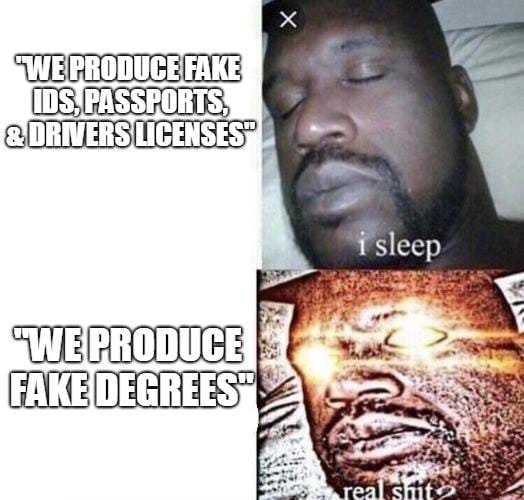 "WE PRODUCE FAKE
IDS, PASSPORTS,
& DRIVERS LICENSES"
i sleep
"WE PRODUCE
FAKE DEGREES"
real shit?